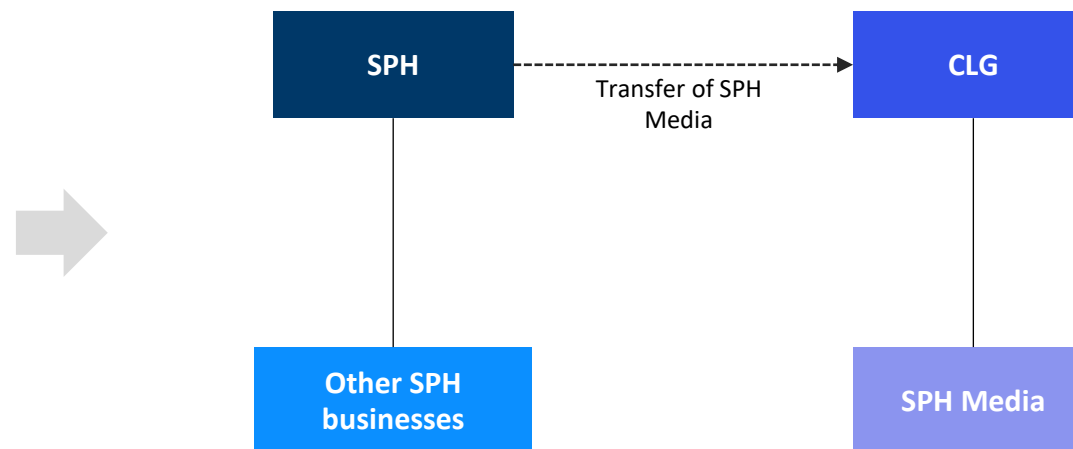 SPH
CLG
Transfer of SPH
Media
Other SPH
businesses
SPH Media